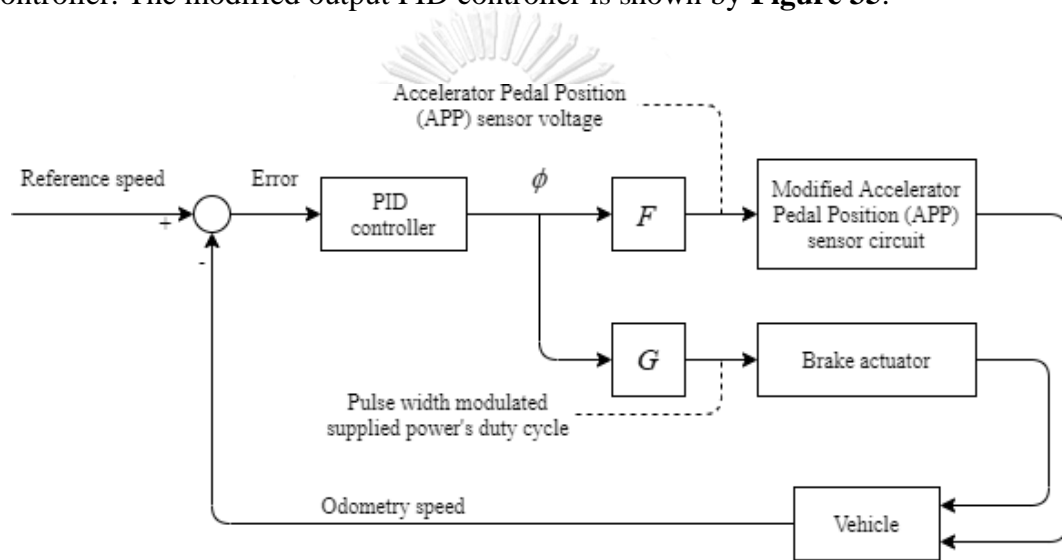 controller. The modified output PID controller is shown by Figure 35.
Accelerator Pedal Position
(APP) sensor voltage
Reference speed
Error
ϕ
+
-
PID
controller
F
Modified Accelerator
Pedal Position (APP)
sensor circuit
G
Brake actuator
Pulse width modulated
supplied power's duty cycle
Odometry speed
Vehicle